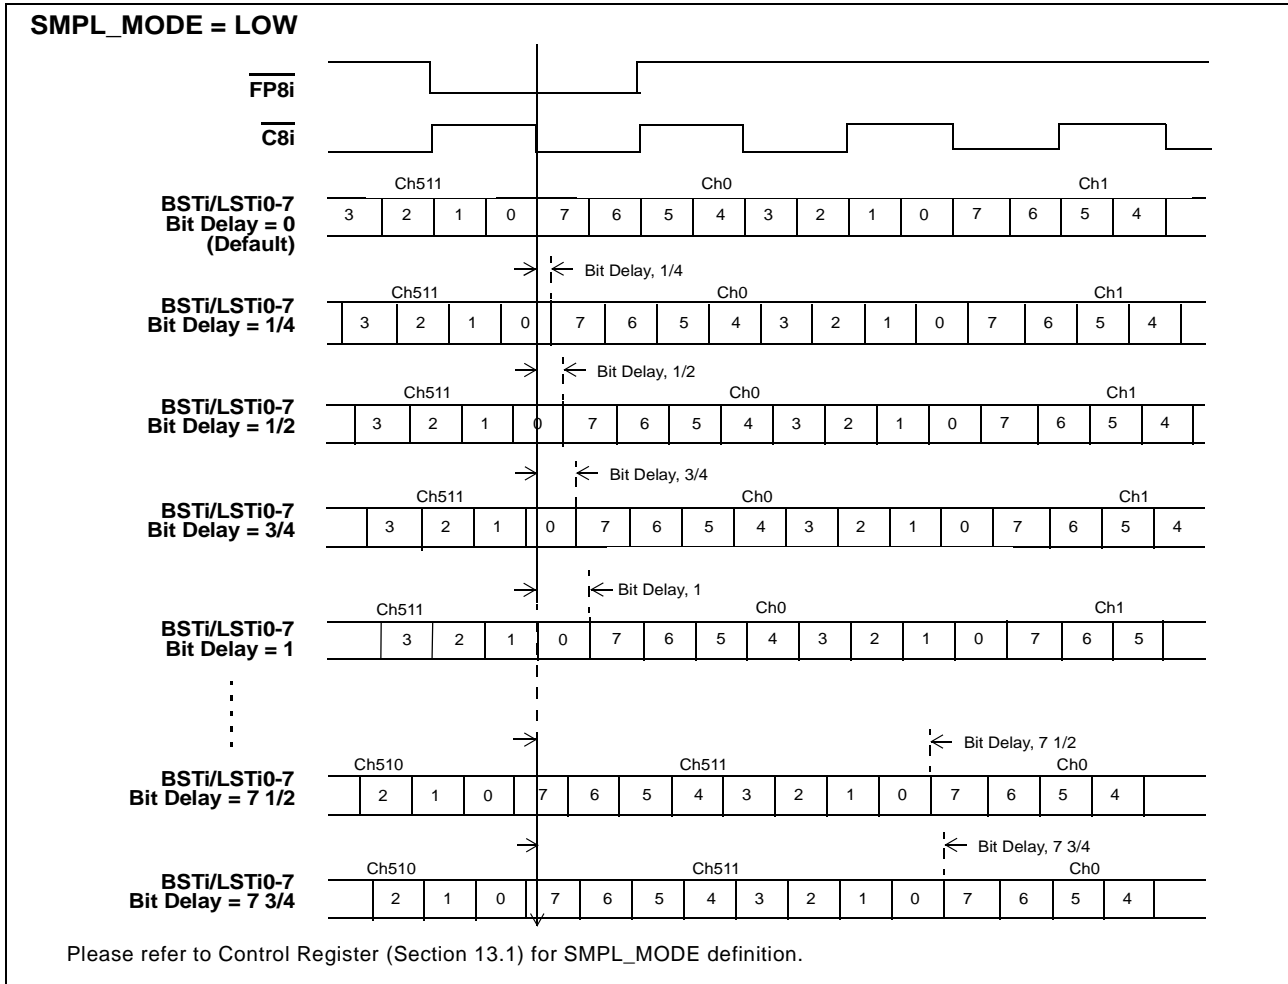 SMPL_MODE = LOW
FP8i
C8i
Ch511 Ch0 Ch1
BSTi/LSTi0-7
Bit Delay = 0
(Default)
3 2 1 0 7 6 5 4 3 2 1 0 7 6 5 4
Bit Delay, 1/4
Ch511 Ch0 Ch1
BSTi/LSTi0-7
Bit Delay = 1/4
3 2 1 0 7 6 5 4 3 2 1 0 7 6 5 4
Bit Delay, 1/2
Ch511 Ch0 Ch1
BSTi/LSTi0-7
Bit Delay = 1/2
3 2 1 0 7 6 5 4 3 2 1 0 7 6 5 4
Bit Delay, 3/4
Ch511 Ch0 Ch1
BSTi/LSTi0-7
Bit Delay = 3/4
3 2 1 0 7 6 5 4 3 2 1 0 7 6 5 4
Bit Delay, 1
Ch511 Ch0 Ch1
BSTi/LSTi0-7
Bit Delay = 1
3 2 1 0 7 6 5 4 3 2 1 0 7 6 5
Bit Delay, 7 1/2
Ch510 Ch511 Ch0
BSTi/LSTi0-7
Bit Delay = 7 1/2
2 1 0 7 6 5 4 3 2 1 0 7 6 5 4
Bit Delay, 7 3/4
Ch510 Ch511 Ch0
BSTi/LSTi0-7
Bit Delay = 7 3/4
2 1 0 7 6 5 4 3 2 1 0 7 6 5 4
Please refer to Control Register (Section 13.1) for SMPL_MODE definition.